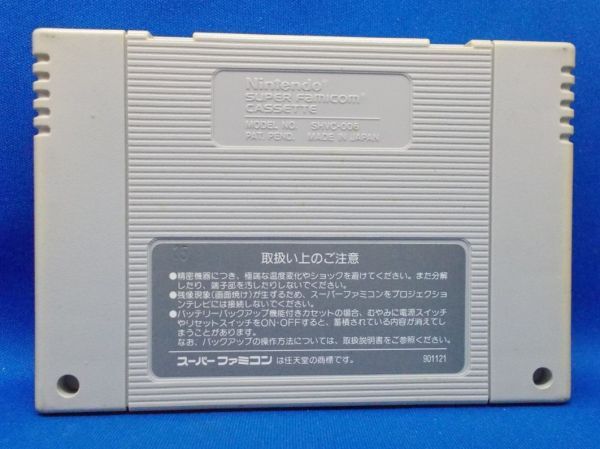 Nintendo®
SUPER Famicom®
CASSETTE
MODEL NO. SHVC-006
PAT. PEND. MADE IN JAPAN
15
取扱い上のご注意
●精密機器につき、極端な温度変化やショックを避けてください。また分解
したり、端子部を汚したりしないでください。
●残像現象(画面焼け)が生ずるため、スーパーファミコンをプロジェクション
テレビには接続しないでください。
●バッテリーバックアップ機能付きカセットの場合、むやみに電源スイッチ
やリセットスイッチをON・OFFすると、蓄積されている内容が消えてし
まうことがあります。
なお、バックアップの操作方法については、取扱説明書をご参照ください。
スーパーファミコン は任天堂の商標です。 901121